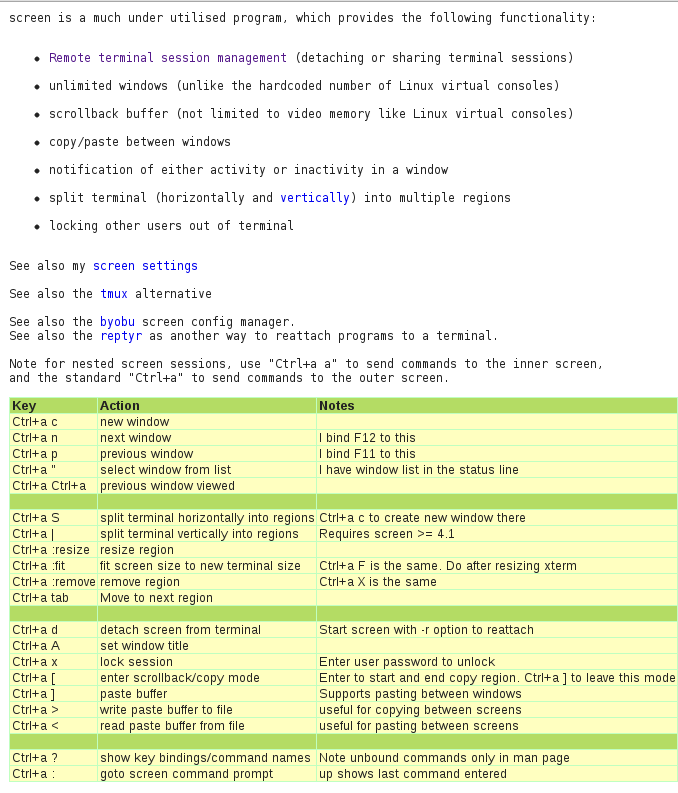 screen is a much under utilised program, which provides the following functionality:
• Remote terminal session management (detaching or sharing terminal sessions)
• unlimited windows (unlike the hardcoded number of Linux virtual consoles)
• scrollback buffer (not limited to video memory like Linux virtual consoles)
• copy/paste between windows
• notification of either activity or inactivity in a window
• split terminal (horizontally and vertically) into multiple regions
• locking other users out of terminal
See also my screen settings
See also the tmux alternative
See also the byobu screen config manager.
See also the reptyr as another way to reattach programs to a terminal.
Note for nested screen sessions, use "Ctrl+a a" to send commands to the inner screen,
and the standard "Ctrl+a" to send commands to the outer screen.
Key Action Notes
Ctrl+a c new window
Ctrl+a n next window I bind F12 to this
Ctrl+a p previous window I bind F11 to this
Ctrl+a " select window from list I have window list in the status line
Ctrl+a Ctrl+a previous window viewed
Ctrl+a S split terminal horizontally into regions Ctrl+a c to create new window there
Ctrl+a | split terminal vertically into regions Requires screen >= 4.1
Ctrl+a :resize resize region
Ctrl+a :fit fit screen size to new terminal size Ctrl+a F is the same. Do after resizing xterm
Ctrl+a :remove remove region Ctrl+a X is the same
Ctrl+a tab Move to next region
Ctrl+a d detach screen from terminal Start screen with -r option to reattach
Ctrl+a A set window title
Ctrl+a x lock session Enter user password to unlock
Ctrl+a [ enter scrollback/copy mode Enter to start and end copy region. Ctrl+a ] to leave this mode
Ctrl+a ] paste buffer Supports pasting between windows
Ctrl+a > write paste buffer to file useful for copying between screens
Ctrl+a < read paste buffer from file useful for pasting between screens
Ctrl+a ? show key bindings/command names Note unbound commands only in man page
Ctrl+a : goto screen command prompt up shows last command entered